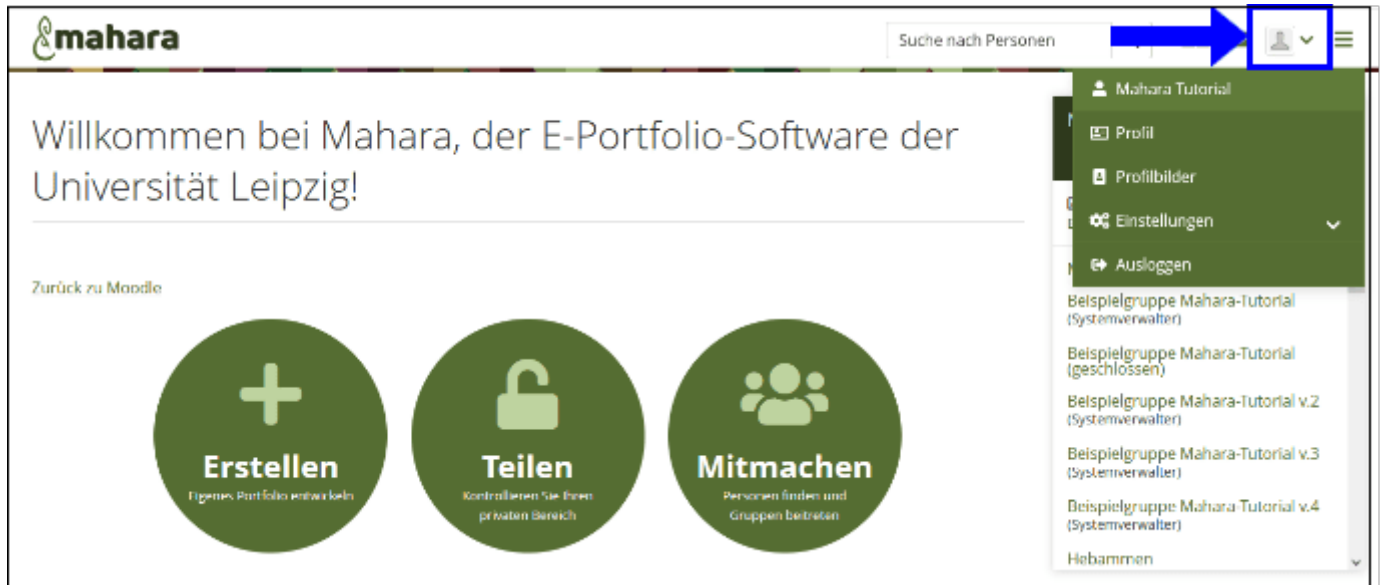 mahara
Suche nach Personen
Mahara Tutorial
Profil
Profilbilder
Einstellungen
Ausloggen
Willkommen bei Mahara, der E-Portfolio-Software der
Universität Leipzig!
Zurück zu Moodle
Erstellen
Eigenes Portfolio entwickeln
Teilen
Kontrollieren Sie Ihren
privaten Bereich
Mitmachen
Personen finden und
Gruppen beitreten
Beispielgruppe Mahara-Tutorial
(Systemverwalter)
Beispielgruppe Mahara-Tutorial
(geschlossen)
Beispielgruppe Mahara-Tutorial v.2
(Systemverwalter)
Beispielgruppe Mahara-Tutorial v.3
(Systemverwalter)
Beispielgruppe Mahara-Tutorial v.4
(Systemverwalter)
Hebammen